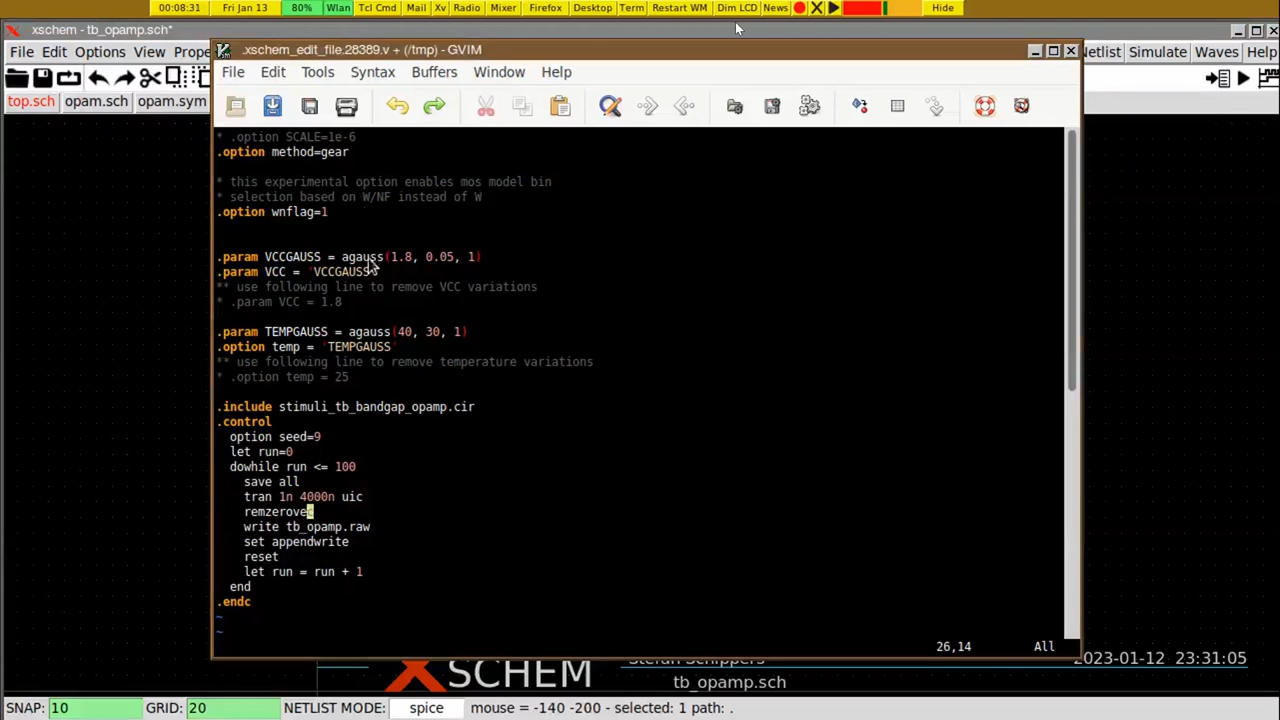 00:08:31 Fri Jan 13 80% Wlan Tcl Cmd Mail Xv Radio Mixer Firefox Desktop Term Restart WM Dim LCD News Hide
xschem - tb_opamp.sch*
File Edit Options View Prope
Netlist Simulate Waves Help
top.sch opam.sch opam.sym t
.xschem_edit_file.28389.v + (/tmp) - GVIM
File Edit Tools Syntax Buffers Window Help
* .option SCALE=1e-6
.option method=gear
* this experimental option enables mos model bin
* selection based on W/NF instead of W
.option wnflag=1
.param VCCGAUSS = agauss(1.8, 0.05, 1)
.param VCC = 'VCCGAUSS'
** use following line to remove VCC variations
* .param VCC = 1.8
.param TEMPGAUSS = agauss(40, 30, 1)
.option temp = 'TEMPGAUSS'
** use following line to remove temperature variations
* .option temp = 25
.include stimuli_tb_bandgap_opamp.cir
.control
option seed=9
let run=0
dowhile run <= 100
save all
tran 1n 4000n uic
remzerovec
write tb_opamp.raw
set appendwrite
reset
let run = run + 1
end
.endc
~
~
26,14 All
Stefan Schippers 2023-01-12 23:31:05
XSCHEM tb_opamp.sch
SNAP: 10 GRID: 20 NETLIST MODE: spice mouse = -140 -200 - selected: 1 path: .